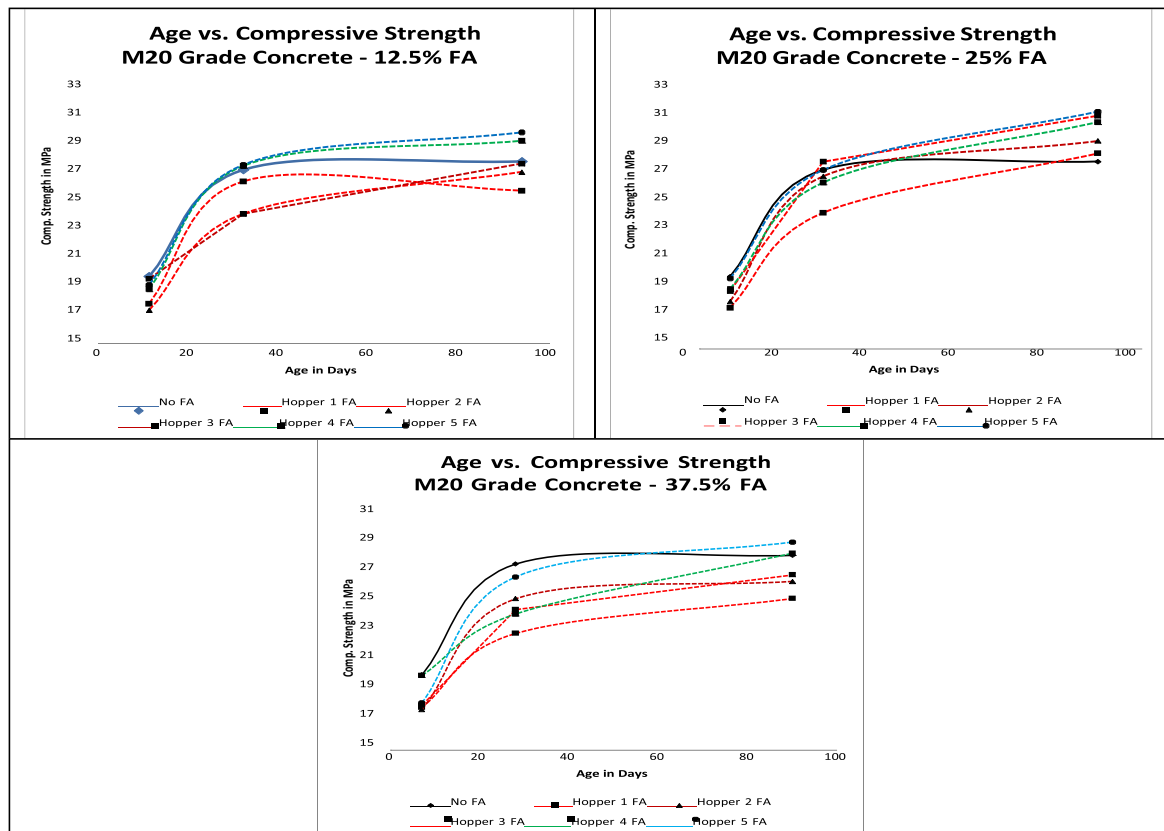 Age vs. Compressive Strength
M20 Grade Concrete - 12.5% FA
Comp. Strength in MPa
33
31
29
27
25
23
21
19
17
15
0 20 40 60 80 100
Age in Days
No FA Hopper 1 FA Hopper 2 FA
Hopper 3 FA Hopper 4 FA Hopper 5 FA
Age vs. Compressive Strength
M20 Grade Concrete - 25% FA
Comp. Strength in MPa
33
31
29
27
25
23
21
19
17
15
0 20 40 60 80 100
Age in Days
No FA Hopper 1 FA Hopper 2 FA
Hopper 3 FA Hopper 4 FA Hopper 5 FA
Age vs. Compressive Strength
M20 Grade Concrete - 37.5% FA
Comp. Strength in MPa
31
29
27
25
23
21
19
17
15
0 20 40 60 80 100
Age in Days
No FA Hopper 1 FA Hopper 2 FA
Hopper 3 FA Hopper 4 FA Hopper 5 FA